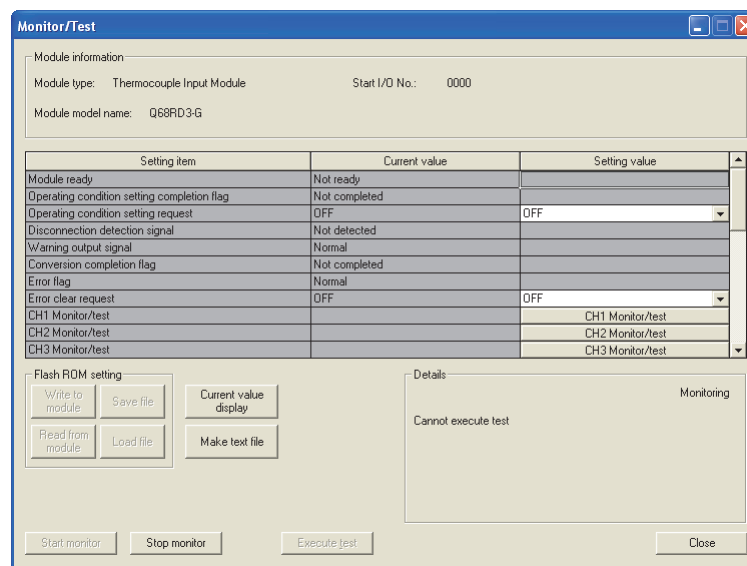 Monitor/Test
Module information
Module type: Thermocouple Input Module Start I/O No.: 0000
Module model name: Q68RD3-G
Setting item Current value Setting value
Module ready Not ready
Operating condition setting completion flag Not completed
Operating condition setting request OFF OFF
Disconnection detection signal Not detected
Warning output signal Normal
Conversion completion flag Not completed
Error flag Normal
Error clear request OFF OFF
CH1 Monitor/test CH1 Monitor/test
CH2 Monitor/test CH2 Monitor/test
CH3 Monitor/test CH3 Monitor/test
Flash ROM setting
Write to module
Save file
Current value display
Read from module
Load file
Make text file
Details
Monitoring
Cannot execute test
Start monitor Stop monitor Execute test Close